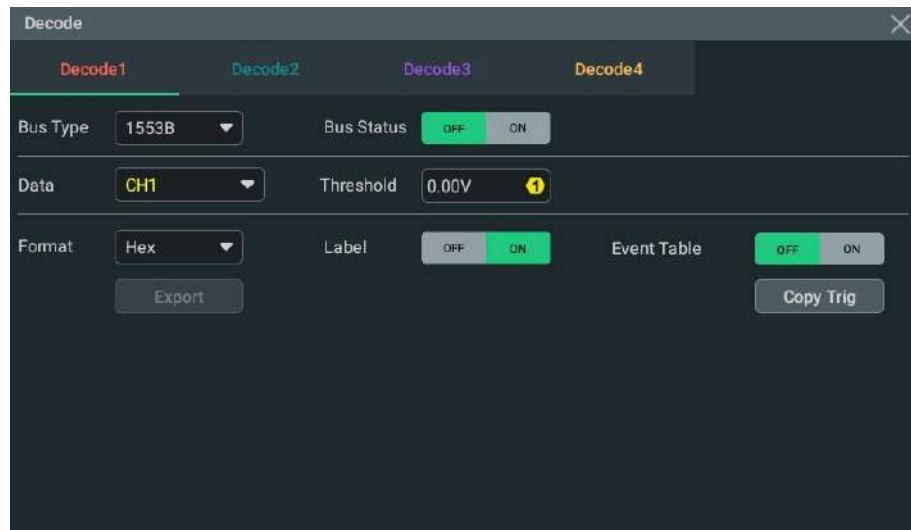 Decode
Decode1 Decode2 Decode3 Decode4
Bus Type 1553B Bus Status OFF ON
Data CH1 Threshold 0.00V 1
Format Hex Label OFF ON Event Table OFF ON
Export Copy Trig